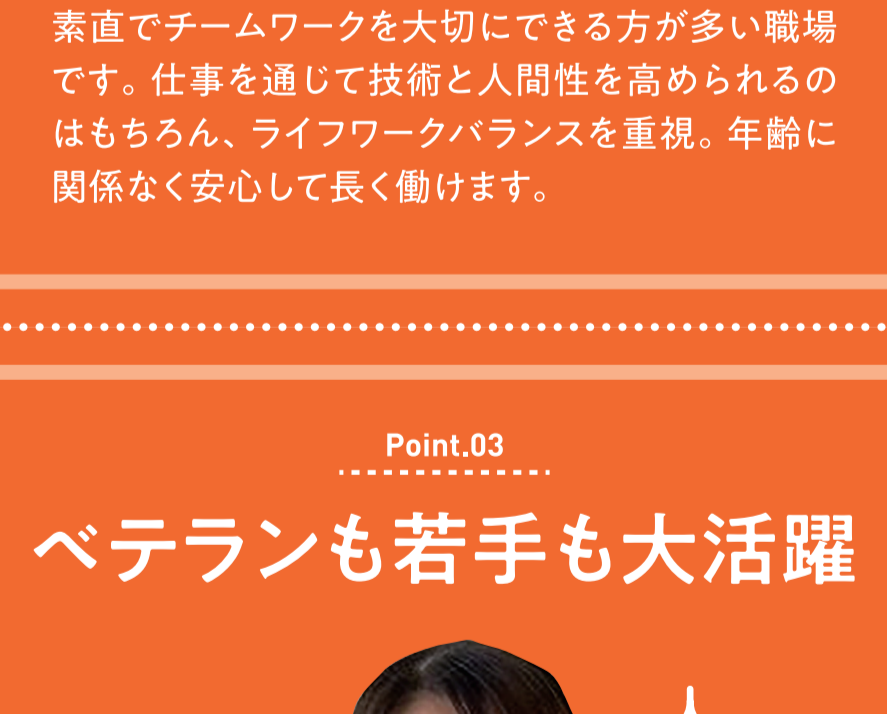 素直でチームワークを大切にできる方が多い職場
です。仕事を通じて技術と人間性を高められるの
はもちろん、ライフワークバランスを重視。年齢に
関係なく安心して長く働けます。
Point.03
ベテランも若手も大活躍